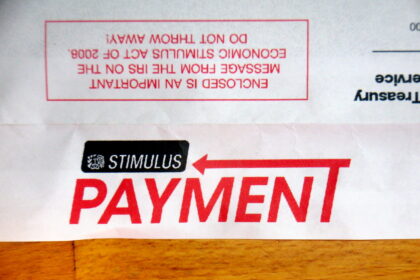 ENCLOSED IS AN IMPORTANT
MESSAGE FROM THE IRS ON THE
ECONOMIC STIMULUS ACT OF 2008.
DO NOT THROW AWAY!
Treasury
ervice
00
STIMULUS
PAYMENT